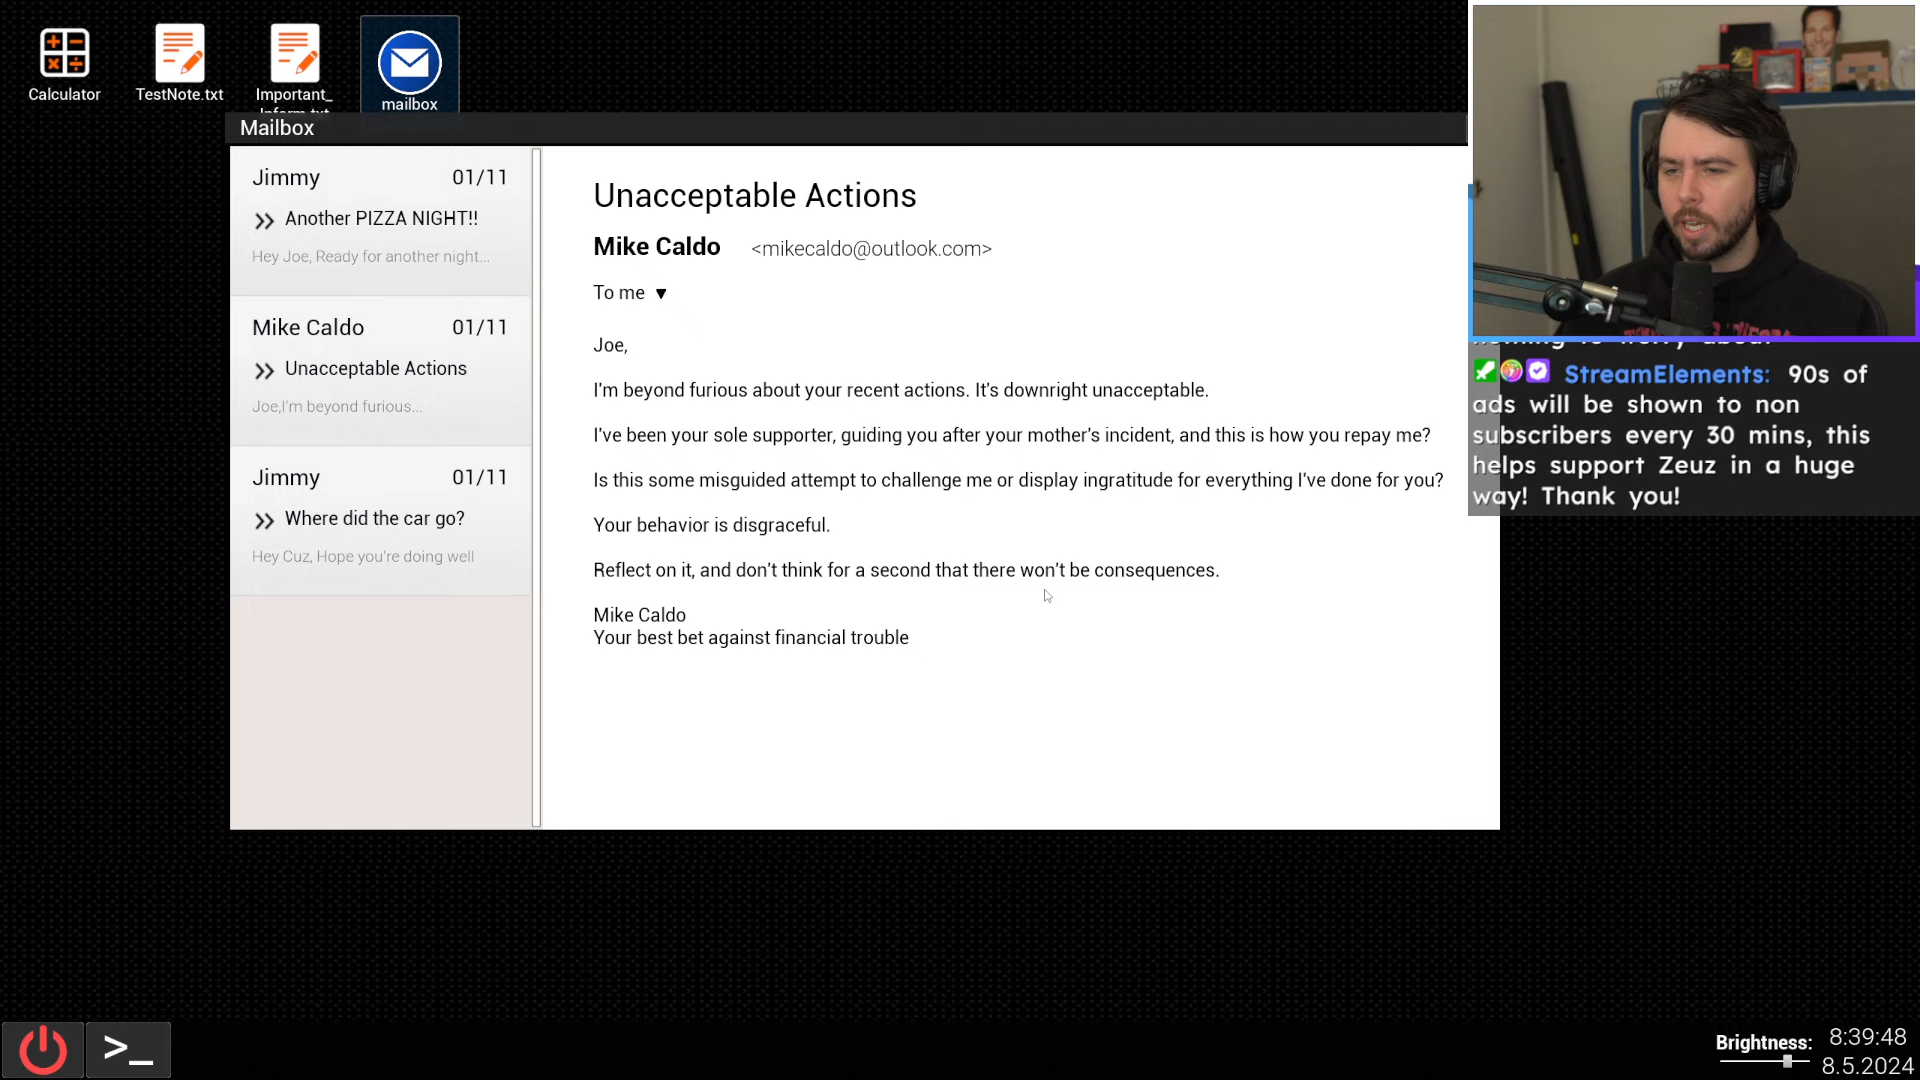 Calculator
TestNote.txt
Important_
mailbox
Mailbox
Jimmy 01/11
Another PIZZA NIGHT!!
Hey Joe, Ready for another night...
Mike Caldo 01/11
Unacceptable Actions
Joe,I'm beyond furious...
Jimmy 01/11
Where did the car go?
Hey Cuz, Hope you're doing well
Unacceptable Actions
Mike Caldo <mikecaldo@outlook.com>
To me
Joe,
I'm beyond furious about your recent actions. It's downright unacceptable.
I've been your sole supporter, guiding you after your mother's incident, and this is how you repay me?
Is this some misguided attempt to challenge me or display ingratitude for everything I've done for you?
Your behavior is disgraceful.
Reflect on it, and don't think for a second that there won't be consequences.
Mike Caldo
Your best bet against financial trouble
StreamElements: 90s of
ads will be shown to non
subscribers every 30 mins, this
helps support Zeuz in a huge
way! Thank you!
>_
Brightness:
8:39:48
8.5.2024